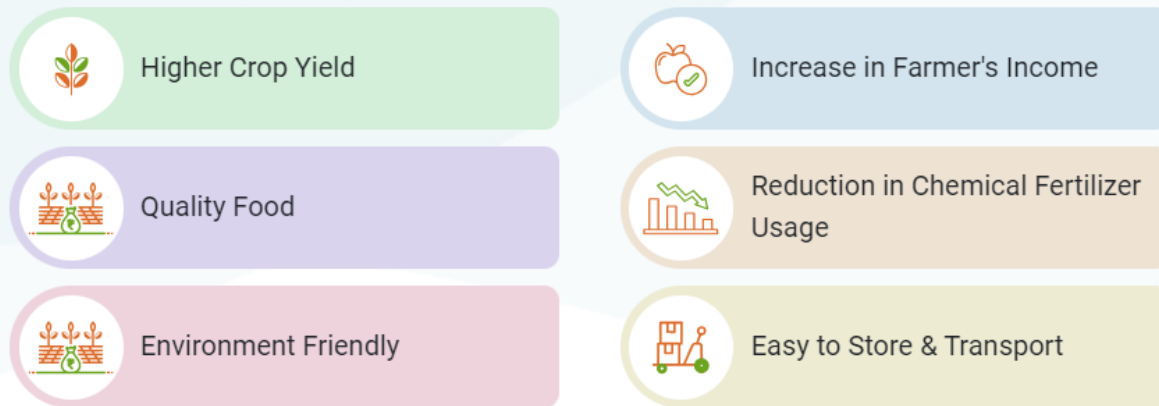 Higher Crop Yield
Increase in Farmer's Income
Quality Food
Reduction in Chemical Fertilizer
Usage
Environment Friendly
Easy to Store & Transport